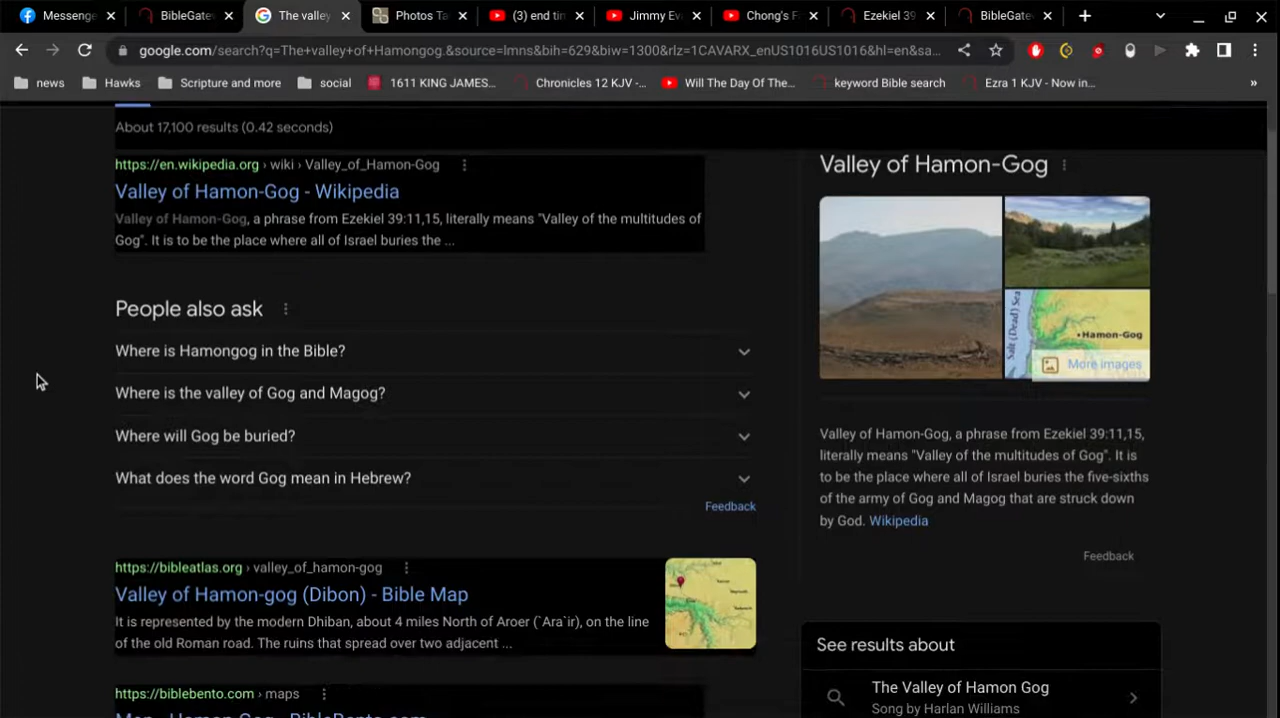 Messenge
BibleGate
The valley
Photos Ta
(3) end tin
Jimmy Ev
Chong's F
Ezekiel 39
BibleGate
google.com/search?q=The+valley+of+Hamongog.&source=lmns&bih=629&biw=1300&rlz=1CAVARX_enUS1016US1016&hl=en&sa...
news
Hawks
Scripture and more
social
1611 KING JAMES...
Chronicles 12 KJV -...
Will The Day Of The...
keyword Bible search
Ezra 1 KJV - Now in...
»
About 17,100 results (0.42 seconds)
https://en.wikipedia.org › wiki › Valley_of_Hamon-Gog
Valley of Hamon-Gog - Wikipedia
Valley of Hamon-Gog, a phrase from Ezekiel 39:11,15, literally means "Valley of the multitudes of
Gog". It is to be the place where all of Israel buries the ...
People also ask
Where is Hamongog in the Bible?
Where is the valley of Gog and Magog?
Where will Gog be buried?
What does the word Gog mean in Hebrew?
Feedback
https://bibleatlas.org › valley_of_hamon-gog
Valley of Hamon-gog (Dibon) - Bible Map
It is represented by the modern Dhiban, about 4 miles North of Aroer (`Ara`ir), on the line
of the old Roman road. The ruins that spread over two adjacent ...
https://biblebento.com › maps
Map - Hamon-Gog - BibleBento.com
Valley of Hamon-Gog
Salt (Dead) Sea
Hamon-Gog
More images
Valley of Hamon-Gog, a phrase from Ezekiel 39:11,15,
literally means "Valley of the multitudes of Gog". It is
to be the place where all of Israel buries the five-sixths
of the army of Gog and Magog that are struck down
by God. Wikipedia
Feedback
See results about
The Valley of Hamon Gog
Song by Harlan Williams